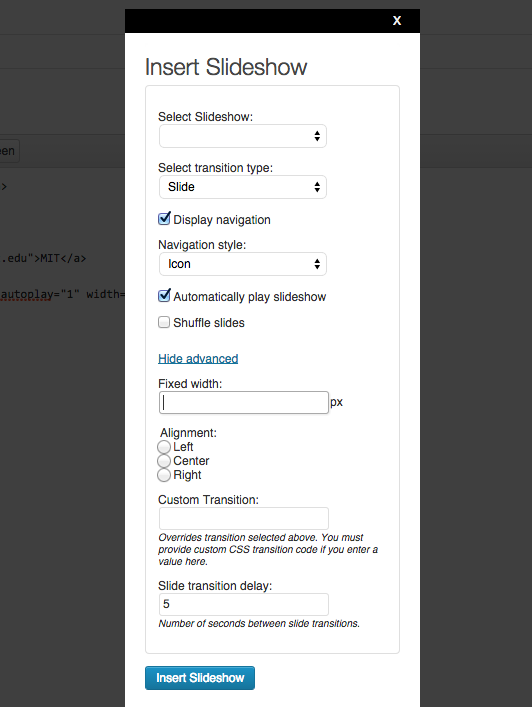 X
Insert Slideshow
Select Slideshow:
een
Select transition type:
>
Slide
Display navigation
Navigation style:
.edu">MIT</a>
Icon
autoplay="1" width=
Automatically play slideshow
Shuffle slides
Hide advanced
Fixed width:
px
Alignment:
Left
Center
Right
Custom Transition:
Overrides transition selected above. You must
provide custom CSS transition code if you enter a
value here.
Slide transition delay:
5
Number of seconds between slide transitions.
Insert Slideshow